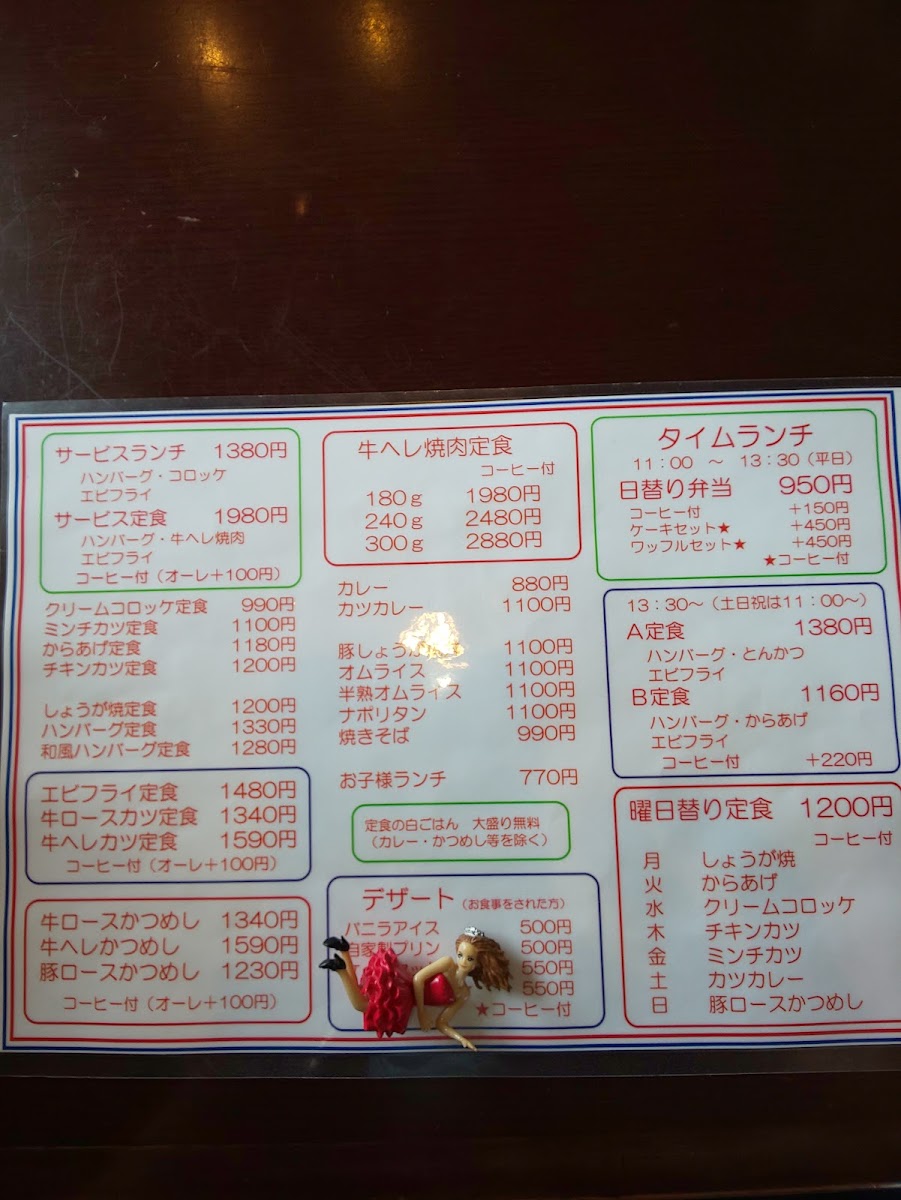 サービスランチ 1380円
ハンバーグ・コロッケ
エビフライ
サービス定食 1980円
ハンバーグ・牛ヘレ焼肉
エビフライ
コーヒー付（オーレ＋100円）
クリームコロッケ定食 990円
ミンチカツ定食 1100円
からあげ定食 1180円
チキンカツ定食 1200円
しょうが焼定食 1200円
ハンバーグ定食 1330円
和風ハンバーグ定食 1280円
エビフライ定食 1480円
牛ロースカツ定食 1340円
牛ヘレカツ定食 1590円
コーヒー付（オーレ＋100円）
牛ロースかつめし 1340円
牛ヘレかつめし 1590円
豚ロースかつめし 1230円
コーヒー付（オーレ＋100円）
牛ヘレ焼肉定食
コーヒー付
180g 1980円
240g 2480円
300g 2880円
カレー 880円
カツカレー 1100円
豚しょうが 1100円
オムライス 1100円
半熟オムライス 1100円
ナポリタン 1100円
焼きそば 990円
お子様ランチ 770円
定食の白ごはん 大盛り無料
（カレー・かつめし等を除く）
デザート（お食事をされた方）
バニラアイス 500円
自家製プリン 500円
550円
550円
★コーヒー付
タイムランチ
11：00 ～ 13：30（平日）
日替り弁当 950円
コーヒー付 ＋150円
ケーキセット★ ＋450円
ワッフルセット★ ＋450円
★コーヒー付
13：30～（土日祝は11：00～）
A定食 1380円
ハンバーグ・とんかつ
エビフライ
B定食 1160円
ハンバーグ・からあげ
エビフライ
コーヒー付 ＋220円
曜日替り定食 1200円
コーヒー付
月 しょうが焼
火 からあげ
水 クリームコロッケ
木 チキンカツ
金 ミンチカツ
土 カツカレー
日 豚ロースかつめし